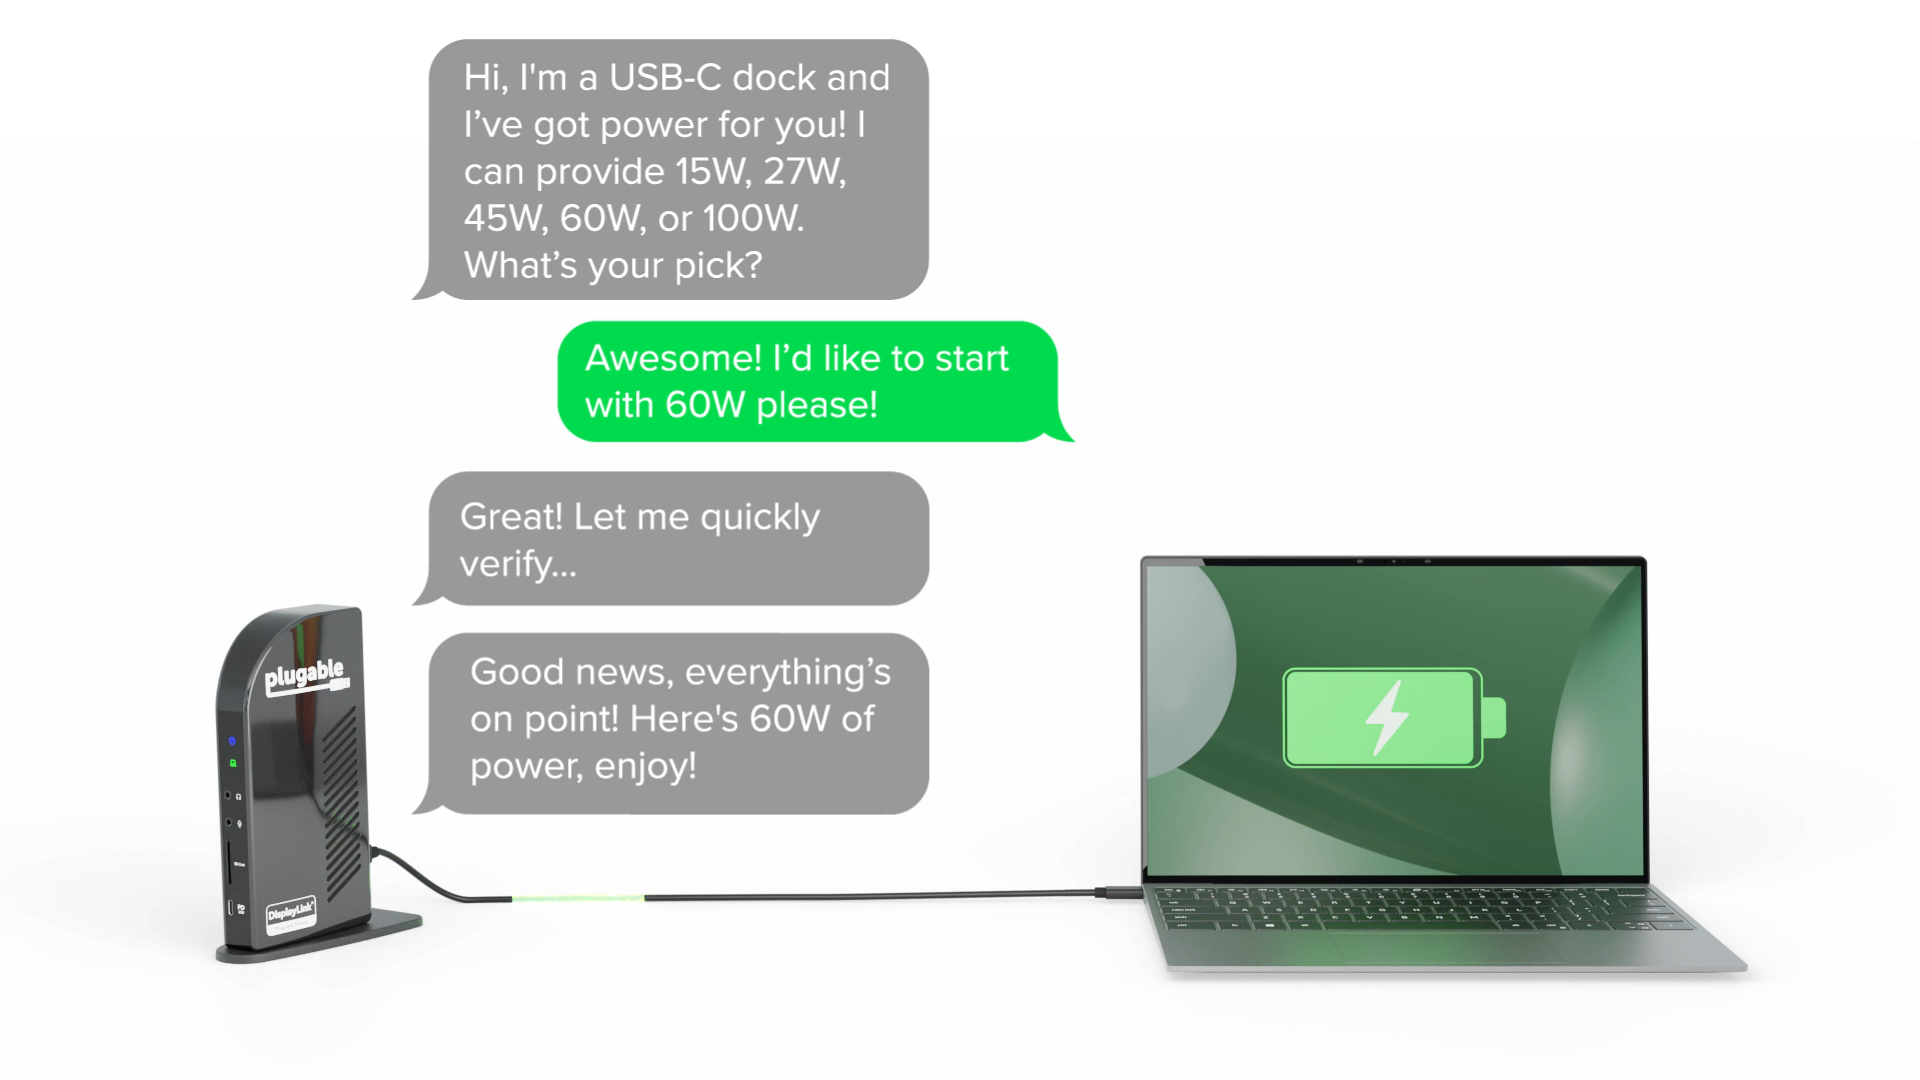 Hi, I'm a USB-C dock and
I’ve got power for you! I
can provide 15W, 27W,
45W, 60W, or 100W.
What’s your pick?
Awesome! I’d like to start
with 60W please!
Great! Let me quickly
verify...
Good news, everything’s
on point! Here's 60W of
power, enjoy!
plugable
PD
DisplayLink